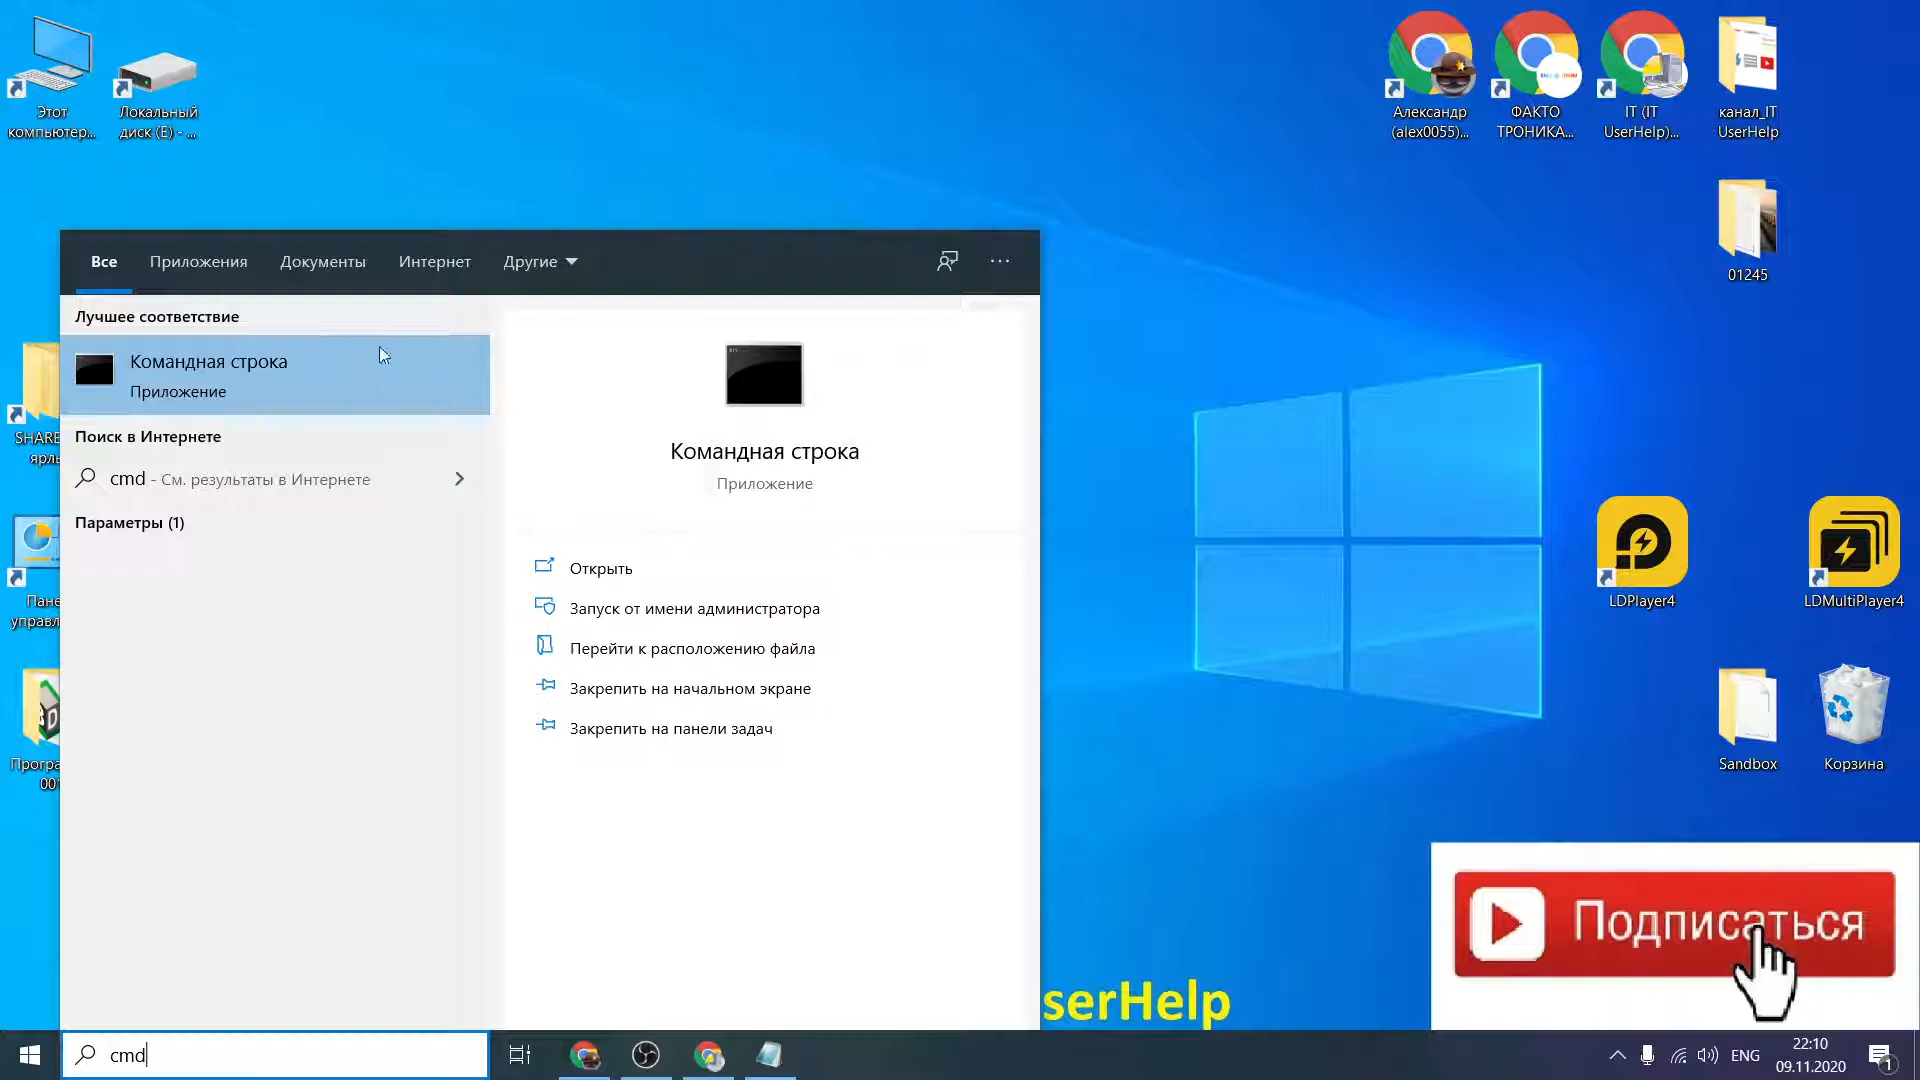 Этот
компьютер...
Локальный
диск (E) - ...
Александр
(alex0055)...
ФАКТО
ТРОНИКА...
IT (IT
UserHelp)...
канал_IT
UserHelp
01245
Все
Приложения
Документы
Интернет
Другие
Лучшее соответствие
Командная строка
Приложение
Поиск в Интернете
cmd - См. результаты в Интернете
Параметры (1)
Командная строка
Приложение
Открыть
Запуск от имени администратора
Перейти к расположению файла
Закрепить на начальном экране
Закрепить на панели задач
SHARE
ярл
Пане
управл
Програ
00
LDPlayer4
LDMultiPlayer4
Sandbox
Корзина
Подписаться
serHelp
cmd
ENG
22:10
09.11.2020
1